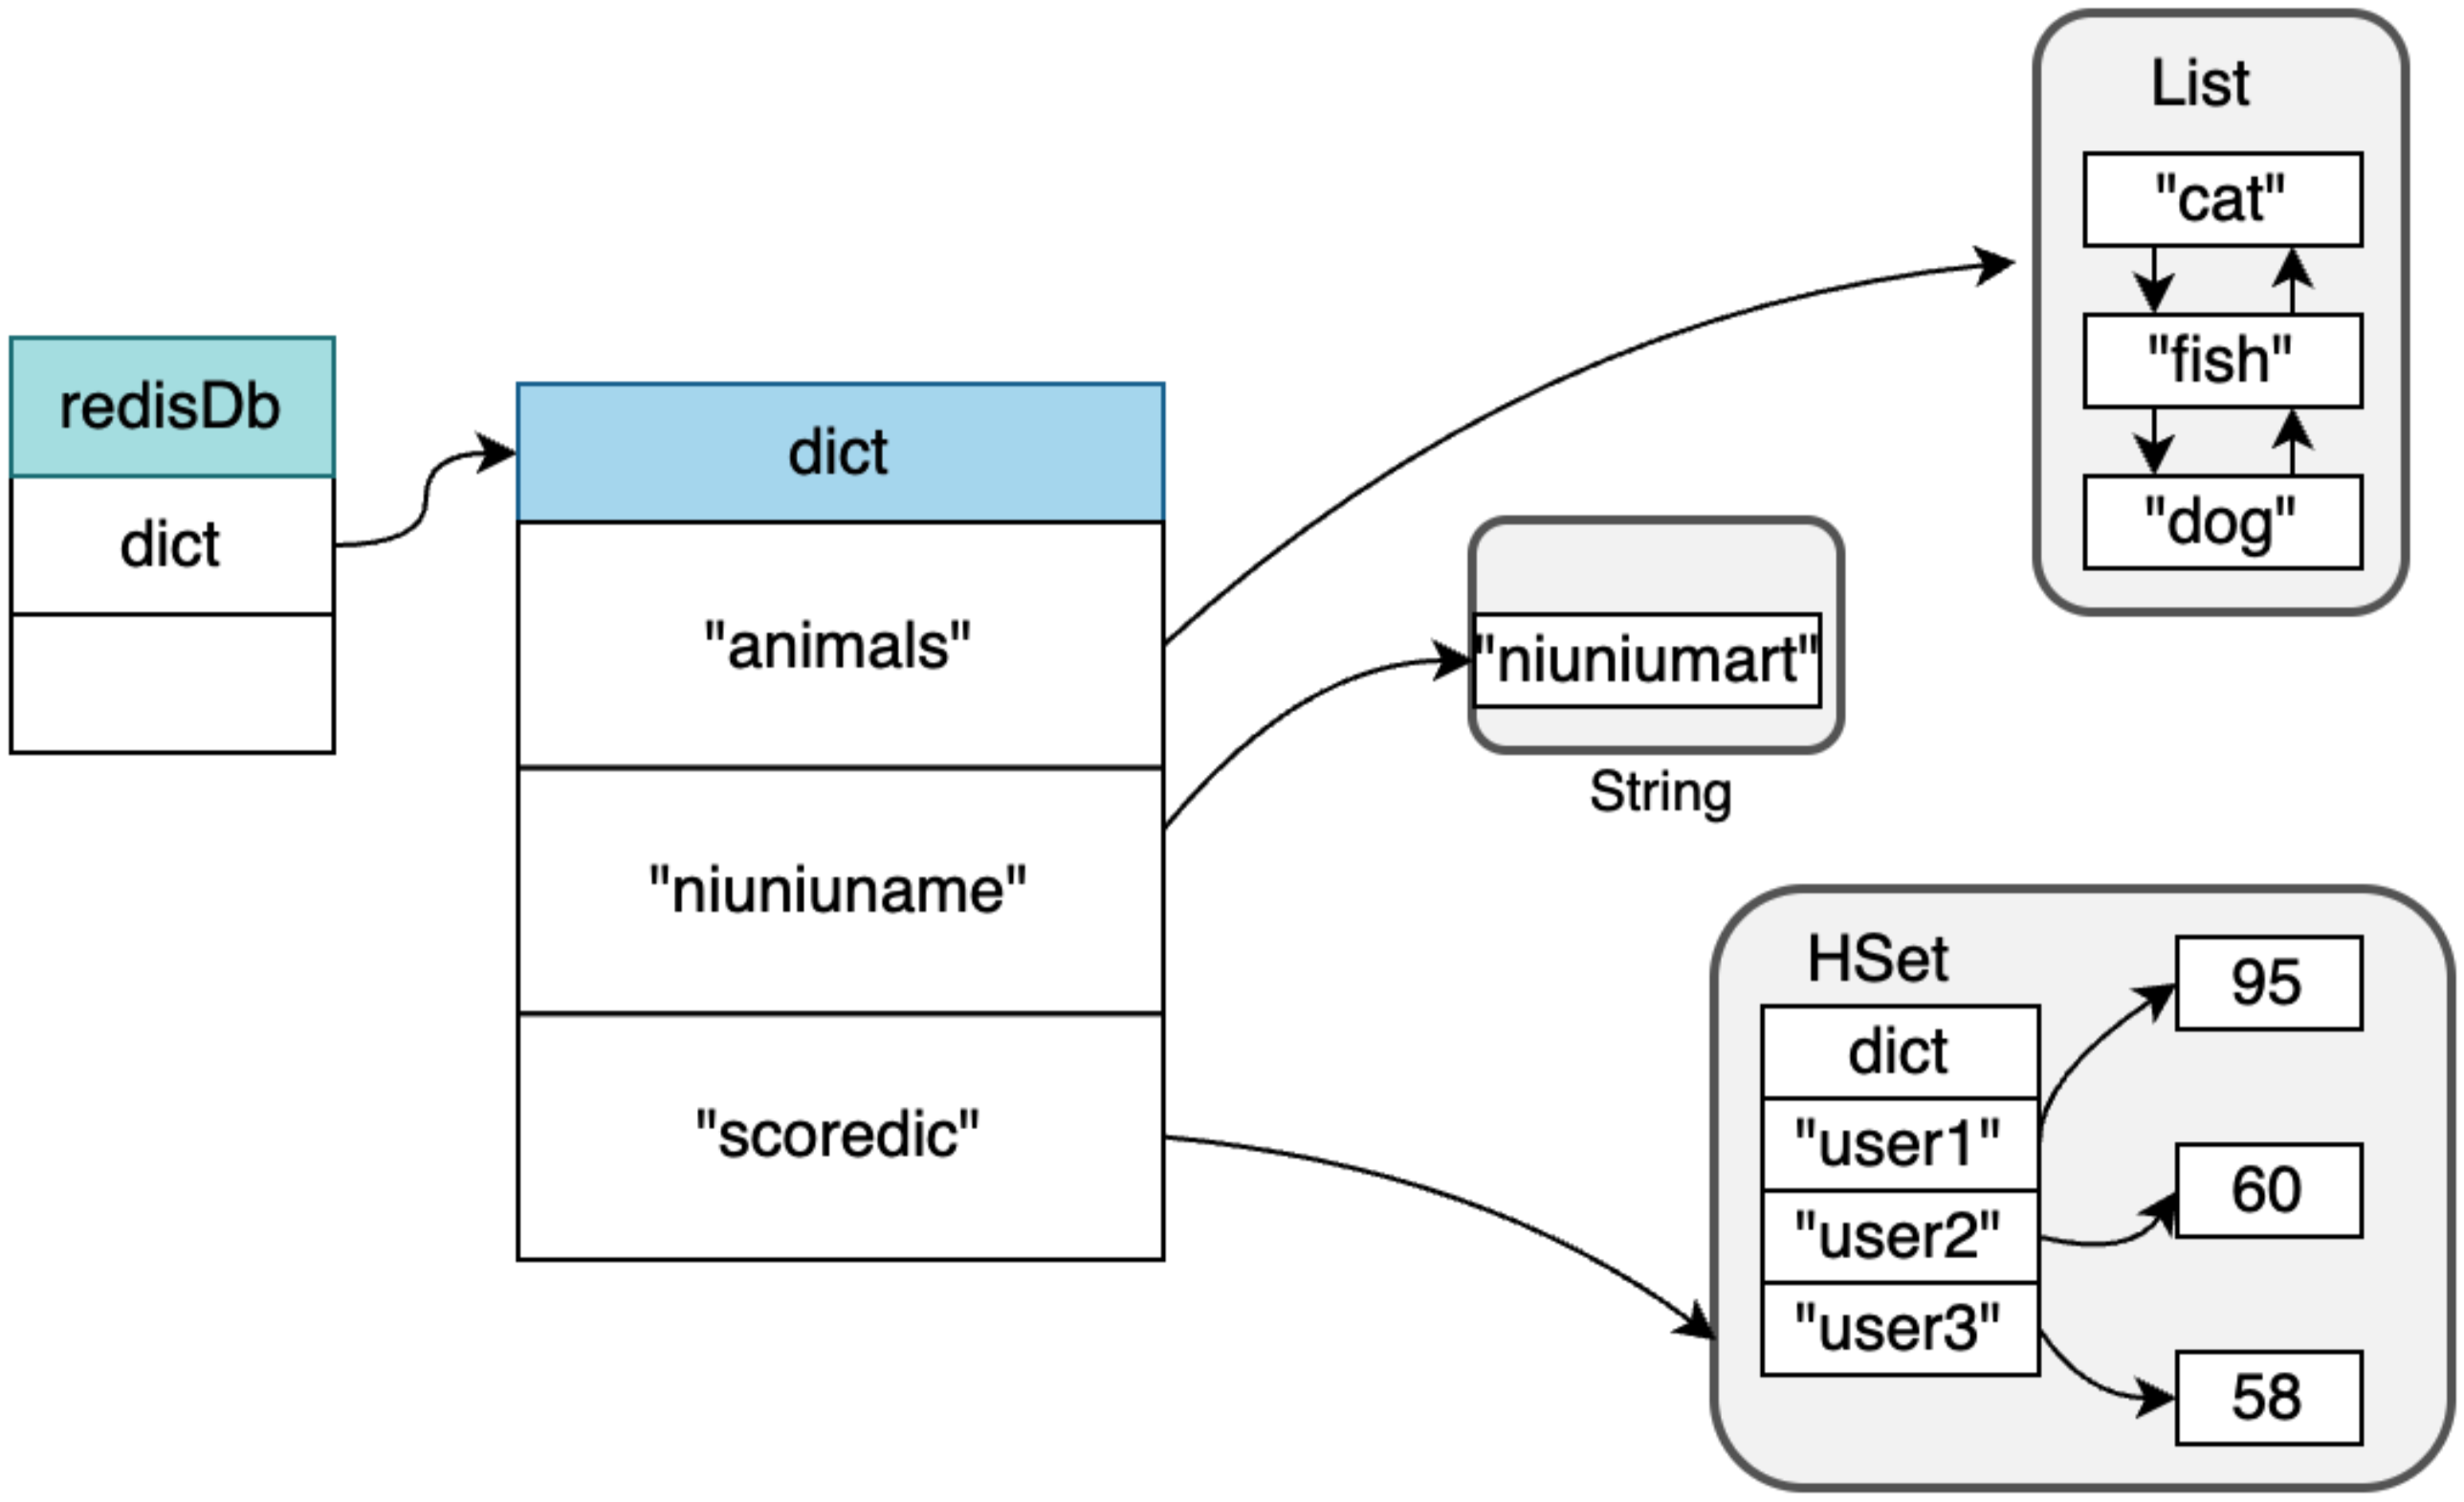 redisDb
dict
dict
"animals"
"niuniuname"
"scoredic"
List
"cat"
"fish"
"dog"
"niuniumart"
String
HSet
dict
"user1"
"user2"
"user3"
95
60
58